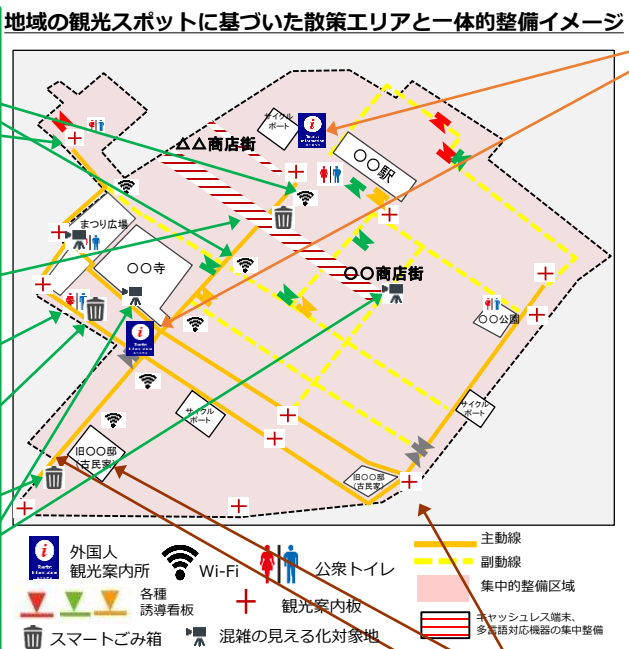 地域の観光スポットに基づいた散策エリアと一体的整備イメージ
サイクル
ポート
i
Tourist
Information
△△商店街
〇〇駅
まつり広場
〇〇寺
〇〇商店街
i
Tourist
Information
〇〇公園
サイクル
ポート
サイクル
ポート
旧〇〇邸
(古民家)
旧〇〇邸
(古民家)
i
Tourist
Information
外国人
観光案内所
Wi-Fi
公衆トイレ
各種
誘導看板
観光案内板
スマートごみ箱
混雑の見える化対象地
主動線
副動線
集中的整備区域
キャッシュレス端末、
多言語対応機器の集中整備